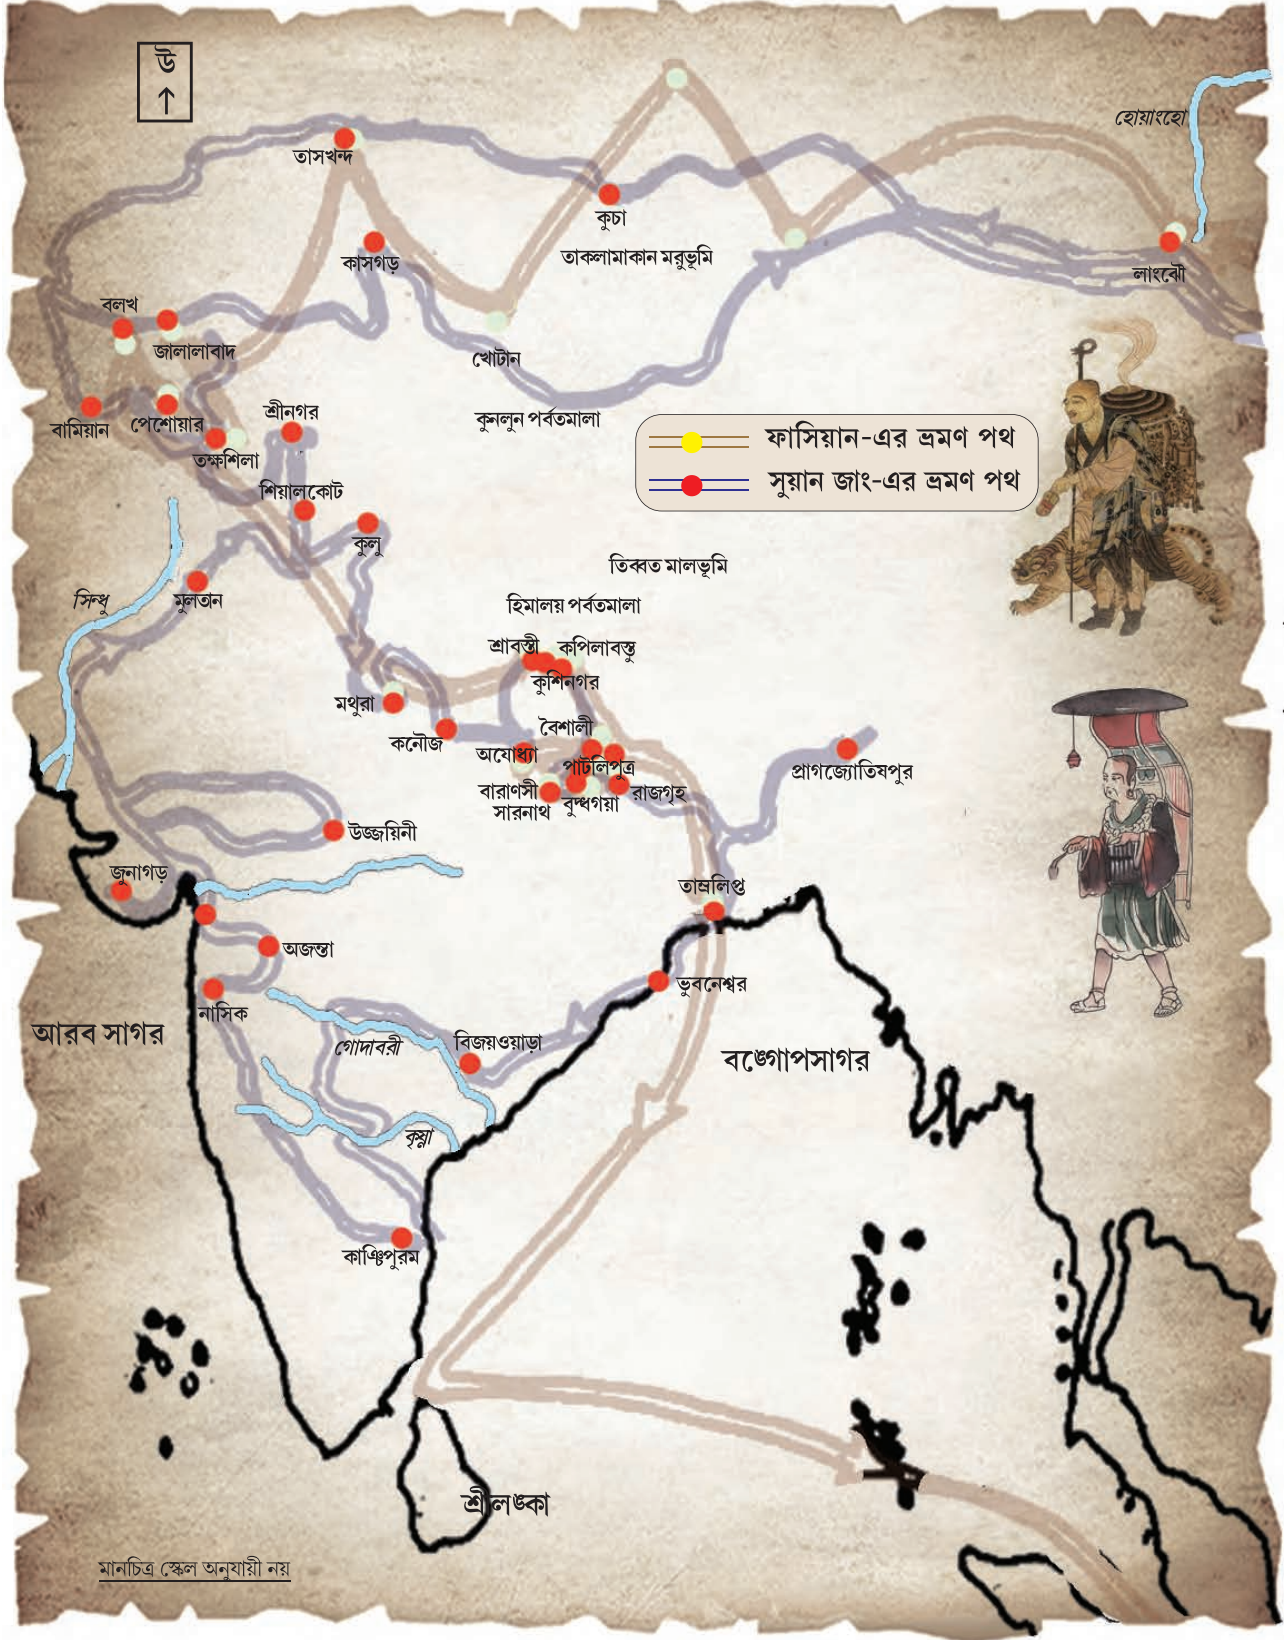 উ
হোয়াংহো
তাসখন্দ
কুচা
কাসগড়
তাকলামাকান মরুভূমি
লাংঝৌ
বলখ
জালালাবাদ
খোটান
বামিয়ান
পেশোয়ার
শ্রীনগর
কুনলুন পর্বতমালা
ফাসিয়ান-এর ভ্রমণ পথ
তক্ষশিলা
সুয়ান জাং-এর ভ্রমণ পথ
শিয়ালকোট
কুলু
তিব্বত মালভূমি
সিন্ধু
মুলতান
হিমালয় পর্বতমালা
শ্রাবস্তী
কপিলাবস্তু
কুশিনগর
মথুরা
বৈশালী
কনৌজ
অযোধ্যা
পাটলিপুত্র
প্রাগজ্যোতিষপুর
বারাণসী
সারনাথ
বুদ্ধগয়া
রাজগৃহ
উজ্জয়িনী
জুনাগড়
তাম্রলিপ্ত
অজন্তা
ভুবনেশ্বর
নাসিক
আরব সাগর
গোদাবরী
বিজয়ওয়াড়া
বঙ্গোপসাগর
কৃষ্ণা
কাঞ্চিপুরম
শ্রীলঙ্কা
মানচিত্র স্কেল অনুযায়ী নয়